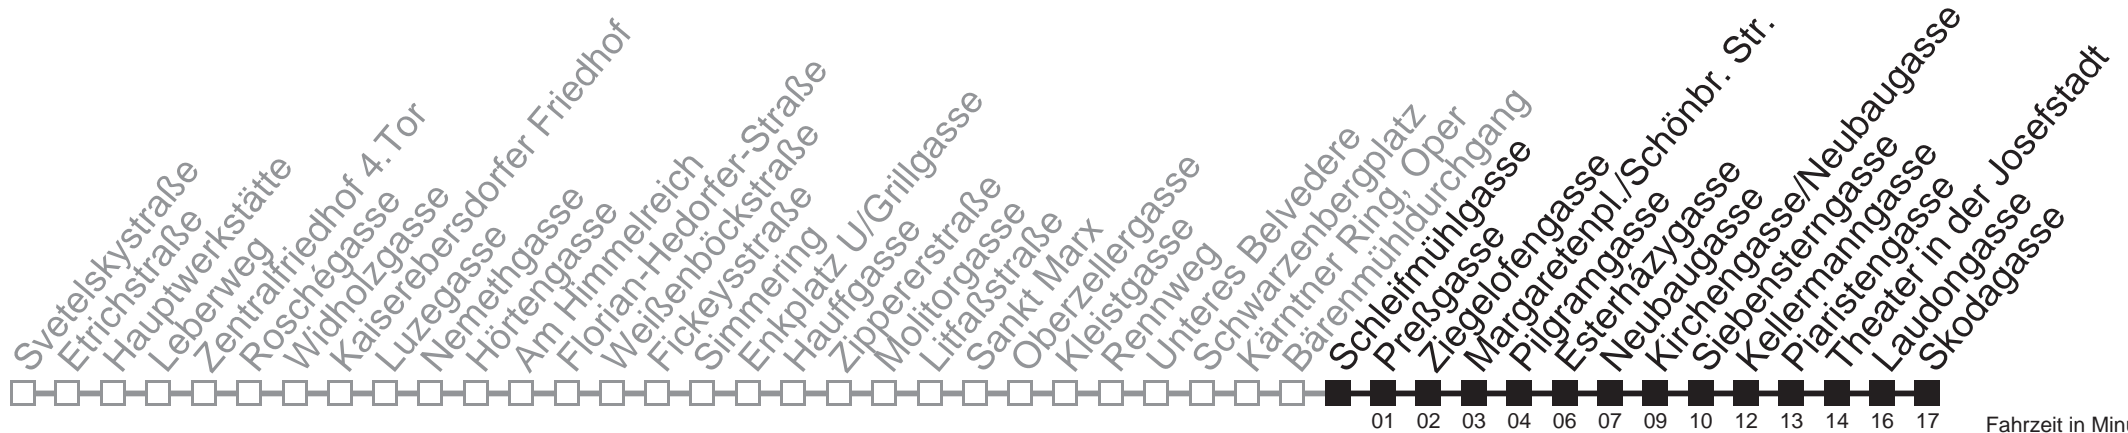 Svetelskystraße
Etrichstraße
Hauptwerkstätte
Leberweg
Zentralfriedhof 4.Tor
Roschégasse
Widholzgasse
Kaiserebersdorfer Friedhof
Luzegasse
Nemethgasse
Hörtengasse
Am Himmelreich
Florian-Hedorfer-Straße
Weißenböckstraße
Fickeysstraße
Simmering
Enkplatz U/Grillgasse
Hauffgasse
Zippererstraße
Molitorgasse
Litfaßstraße
Sankt Marx
Oberzellergasse
Kleistgasse
Rennweg
Unteres Belvedere
Schwarzenbergplatz
Kärntner Ring, Oper
Bärenmühldurchgang
Schleifmühlgasse
Preßgasse
Ziegelofengasse
Margaretenpl./Schönbr. Str.
Pilgramgasse
Esterházygasse
Neubaugasse
Kirchengasse/Neubaugasse
Siebensterngasse
Kellermanngasse
Piaristengasse
Theater in der Josefstadt
Laudongasse
Skodagasse
01 02 03 04 06 07 09 10 12 13 14 16 17
Fahrzeit in Min